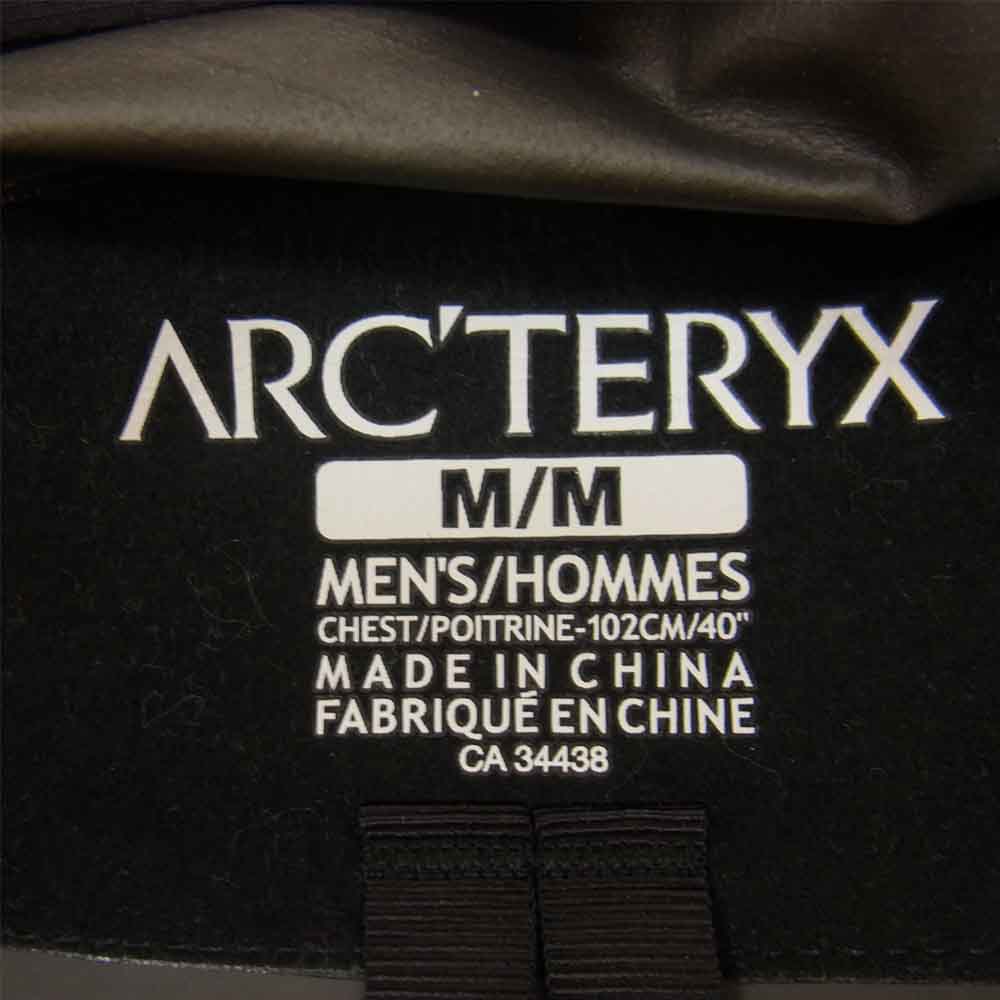 ARC'TERYX
M/M
MEN'S/HOMMES
CHEST/POITRINE-102CM/40"
MADE IN CHINA
FABRIQUÉ EN CHINE
CA 34438